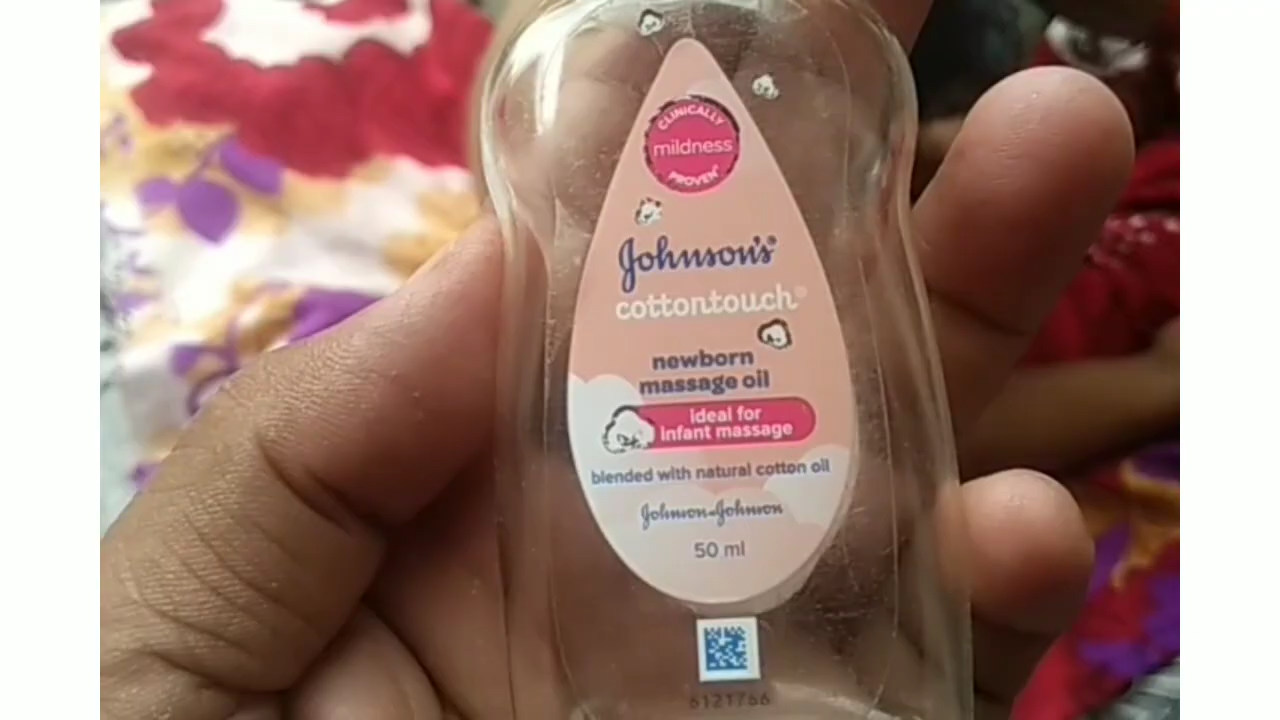 CLINICALLY
mildness
PROVEN
Johnson's®
cottontouch®
newborn
massage oil
ideal for
infant massage
blended with natural cotton oil
Johnson & Johnson
50 ml
6121766